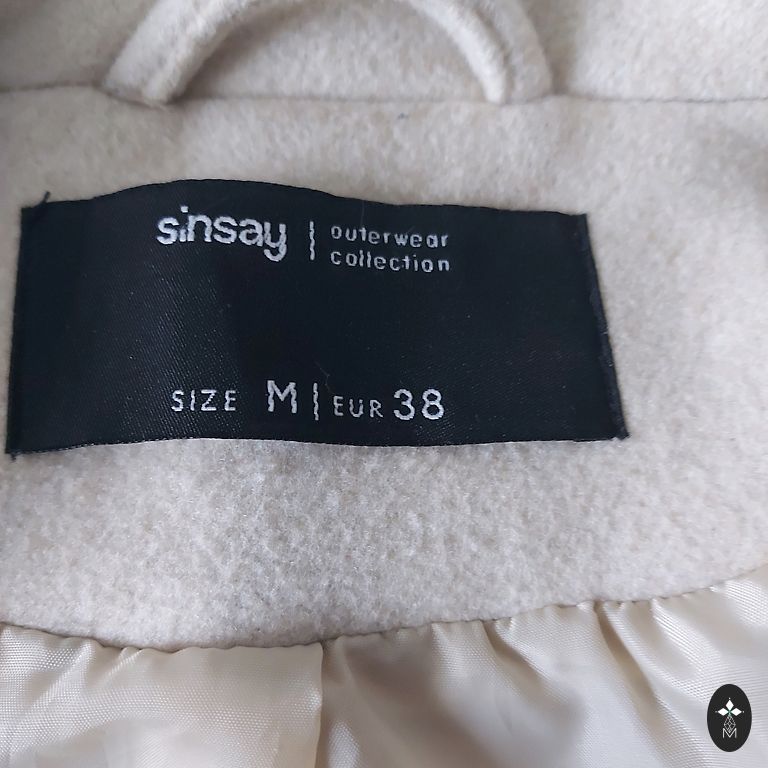 sinsay | outerwear
collection
SIZE M | EUR 38
M